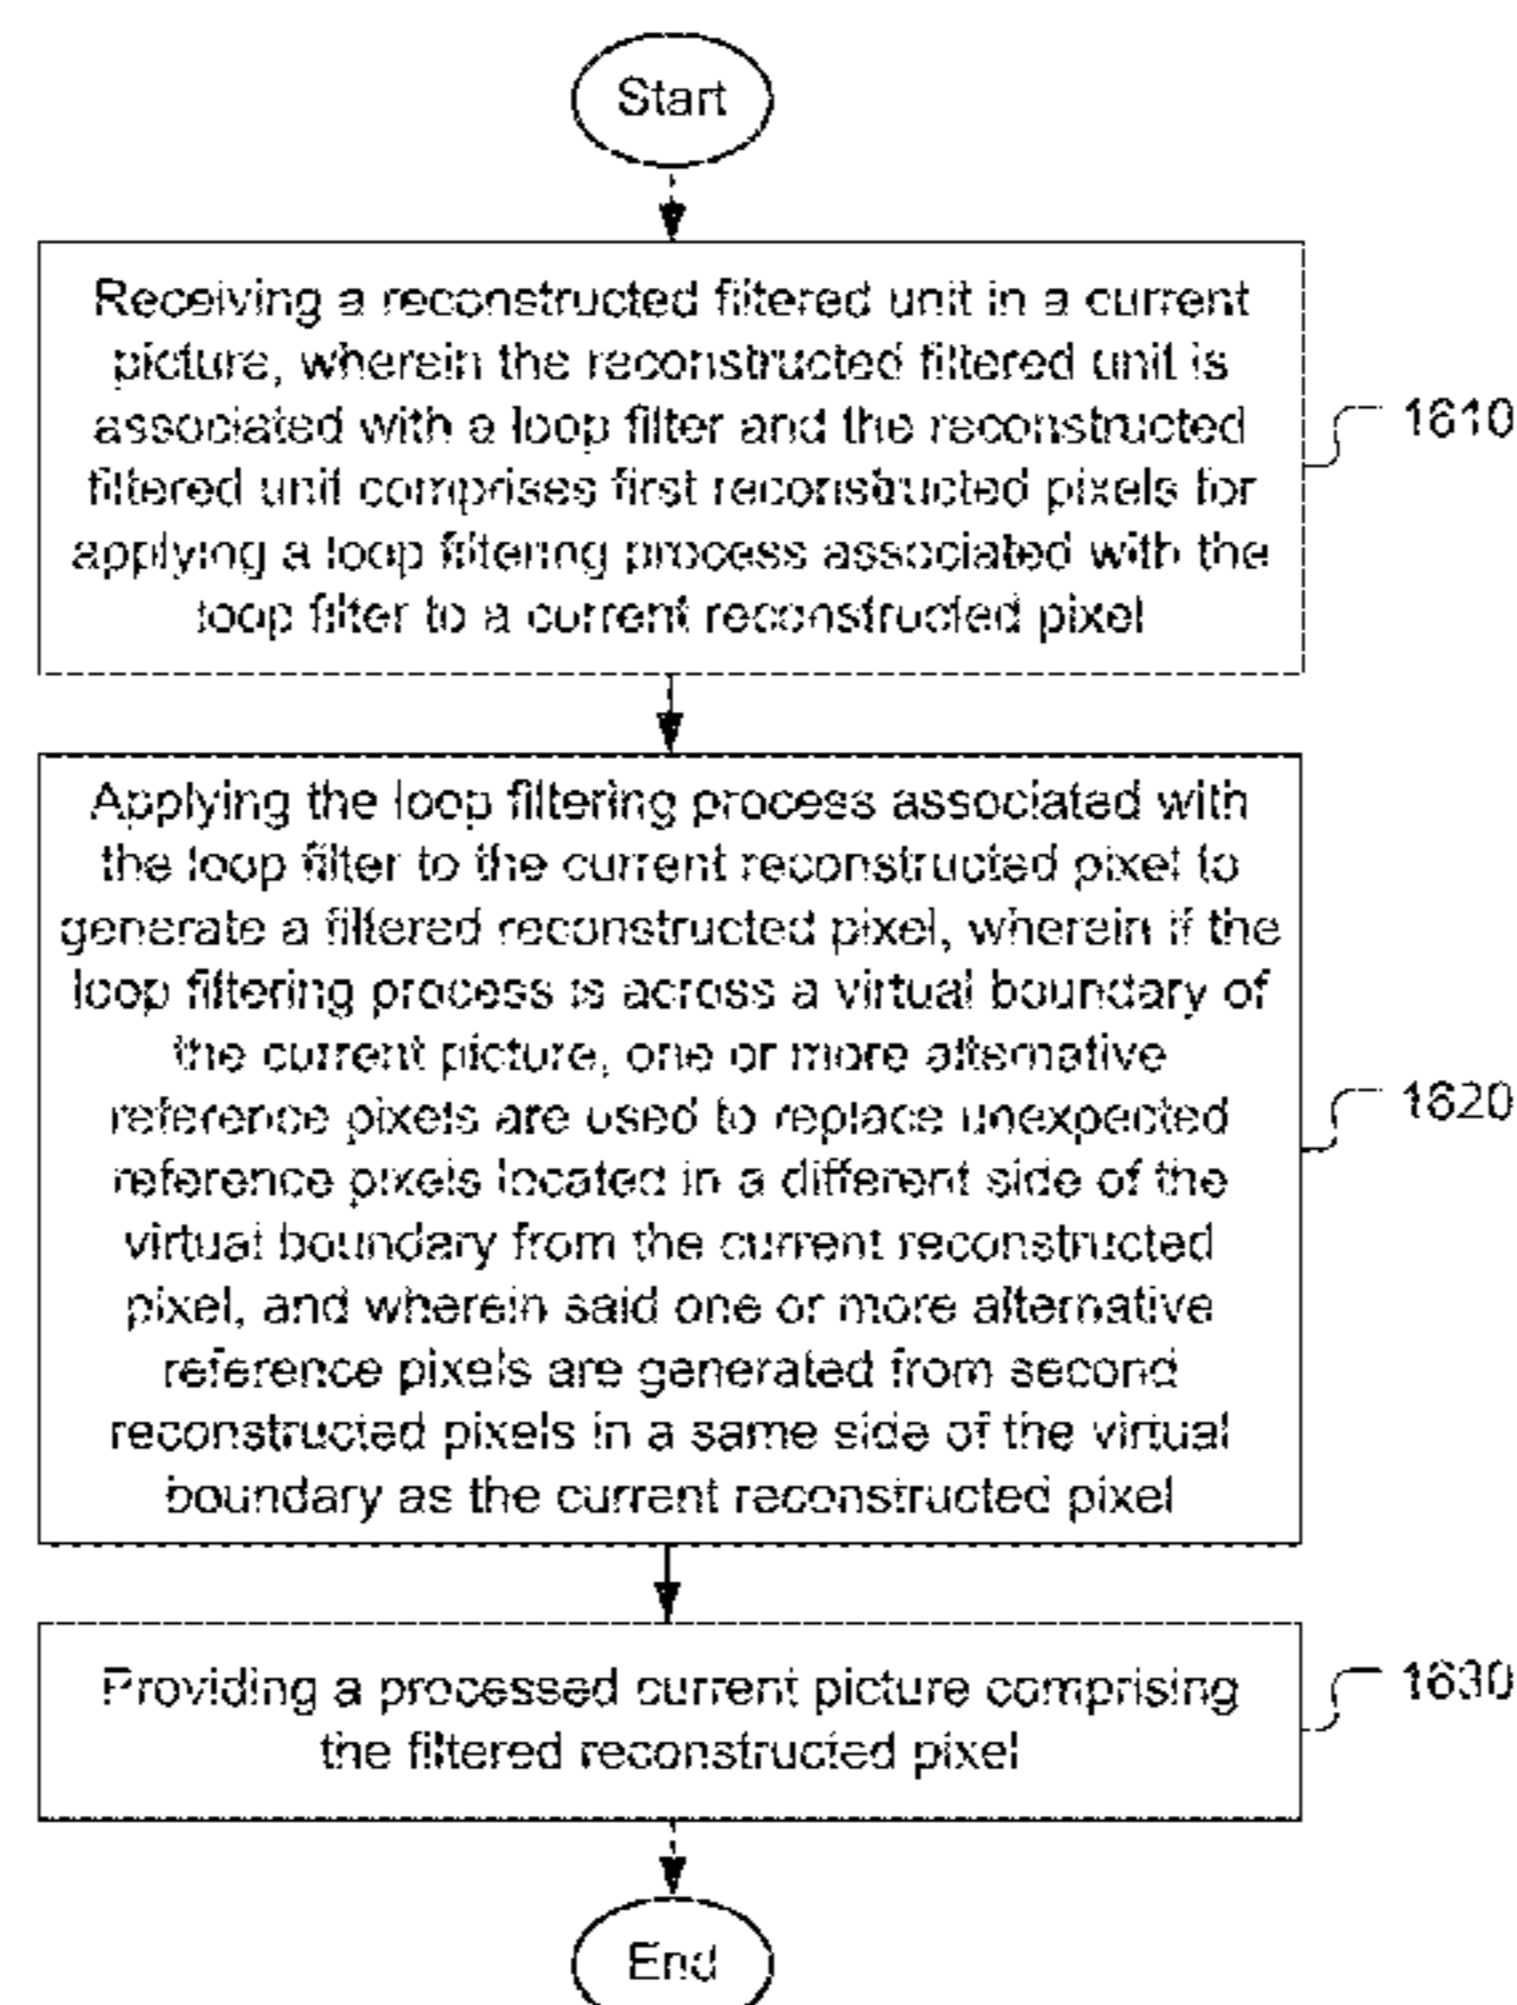 Start
Receiving a reconstructed filtered unit in a current
picture, wherein the reconstructed filtered unit is
associated with a loop filter and the reconstructed
filtered unit comprises first reconstructed pixels for
applying a loop filtering process associated with the
loop filter to a current reconstructed pixel
1610
Applying the loop filtering process associated with
the loop filter to the current reconstructed pixel to
generate a filtered reconstructed pixel, wherein if the
loop filtering process is across a virtual boundary of
the current picture, one or more alternative
reference pixels are used to replace unexpected
reference pixels located in a different side of the
virtual boundary from the current reconstructed
pixel, and wherein said one or more alternative
reference pixels are generated from second
reconstructed pixels in a same side of the virtual
boundary as the current reconstructed pixel
1620
Providing a processed current picture comprising
the filtered reconstructed pixel
1630
End